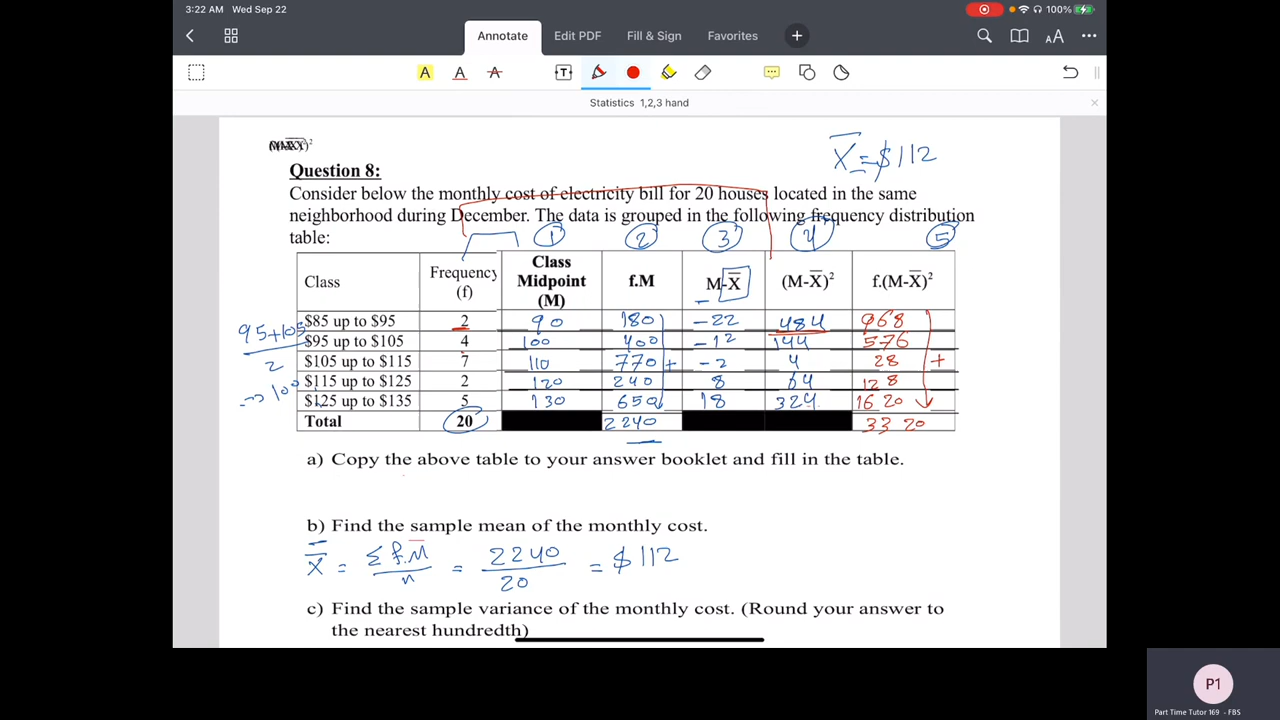 3:22 AM Wed Sep 22
100%
Annotate Edit PDF Fill & Sign Favorites
A A A T AA
Statistics 1,2,3 hand
X̄ = $112
Question 8:
Consider below the monthly cost of electricity bill for 20 houses located in the same
neighborhood during December. The data is grouped in the following frequency distribution
table:
1 2 3 4 5
Class Frequency (f) Class Midpoint (M) f.M M-X̄ (M-X̄)² f.(M-X̄)²
$85 up to $95 2 90 180 -22 484 968
$95 up to $105 4 100 400 -12 144 576
$105 up to $115 7 110 770 -2 4 28
$115 up to $125 2 120 240 8 64 128
$125 up to $135 5 130 650 18 324 1620
Total 20 2240 3320
+ +
95+105
2
=> 100
a) Copy the above table to your answer booklet and fill in the table.
b) Find the sample mean of the monthly cost.
X̄ = Σ f.M / n = 2240 / 20 = $112
c) Find the sample variance of the monthly cost. (Round your answer to
the nearest hundredth)
P1
Part Time Tutor 169 - FBS